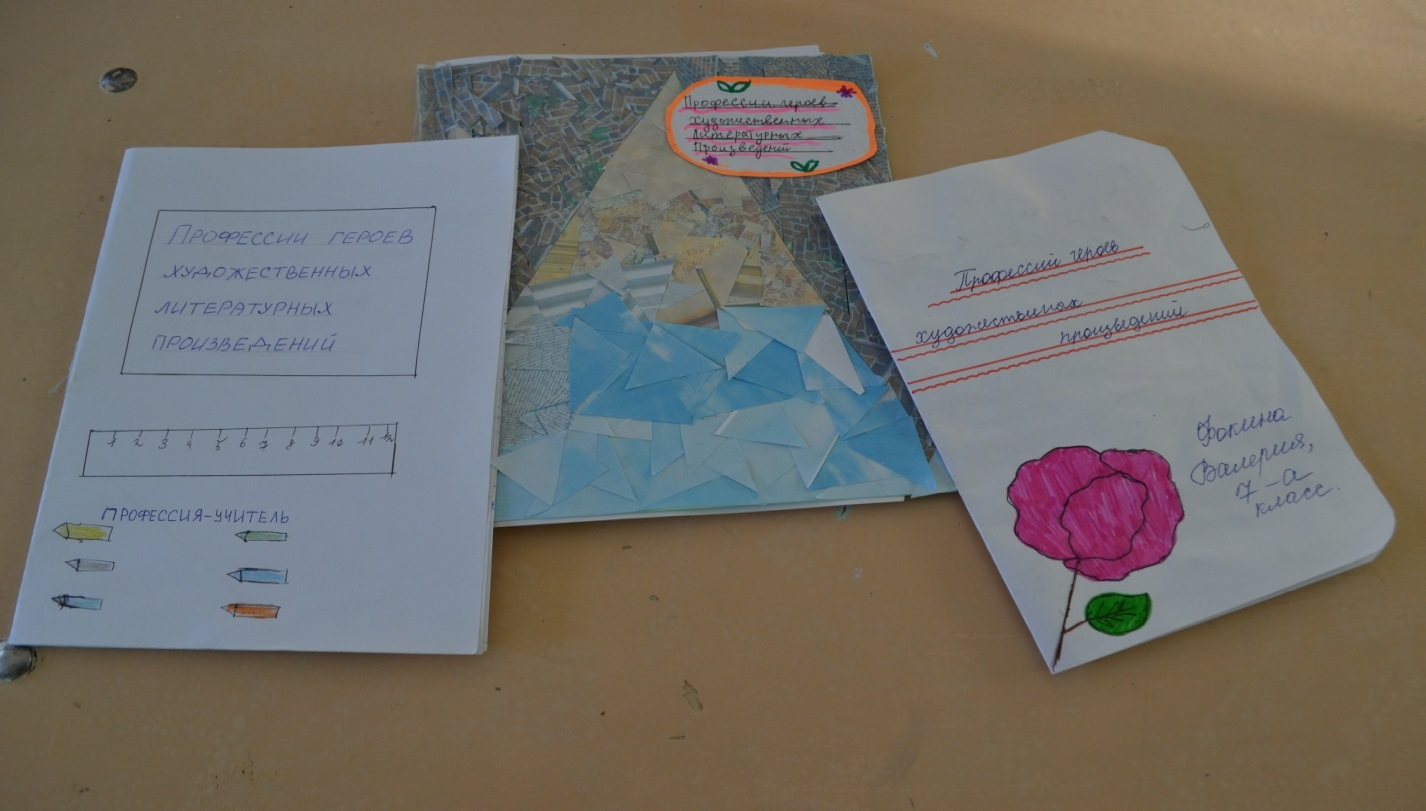 ПРОФЕССИИ ГЕРОЕВ
ХУДОЖЕСТВЕННЫХ
ЛИТЕРАТУРНЫХ
ПРОИЗВЕДЕНИЙ
1 2 3 4 5 6 7 8 9 10 11 12
ПРОФЕССИЯ-УЧИТЕЛЬ
Профессии героев
художественных
Литературных
Произведений
Профессий героев
художественных
произведений
Фокина
Валерия,
7-а
класс.